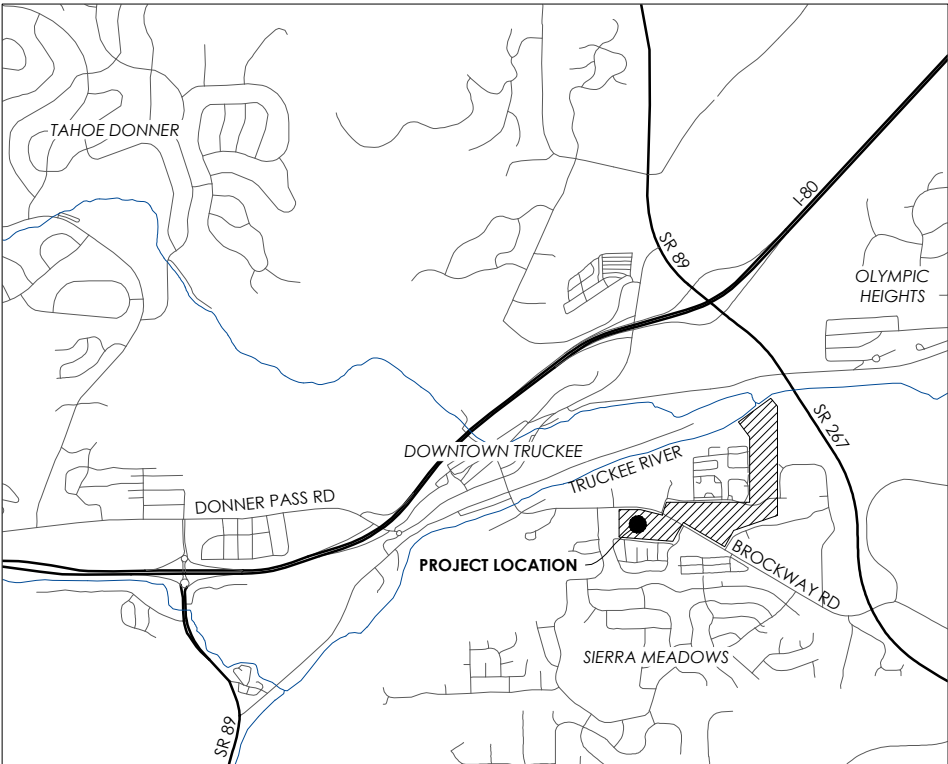 TAHOE DONNER
I-80
SR 89
OLYMPIC
HEIGHTS
SR 267
DOWNTOWN TRUCKEE
TRUCKEE RIVER
DONNER PASS RD
PROJECT LOCATION
BROCKWAY RD
SIERRA MEADOWS
SR 89